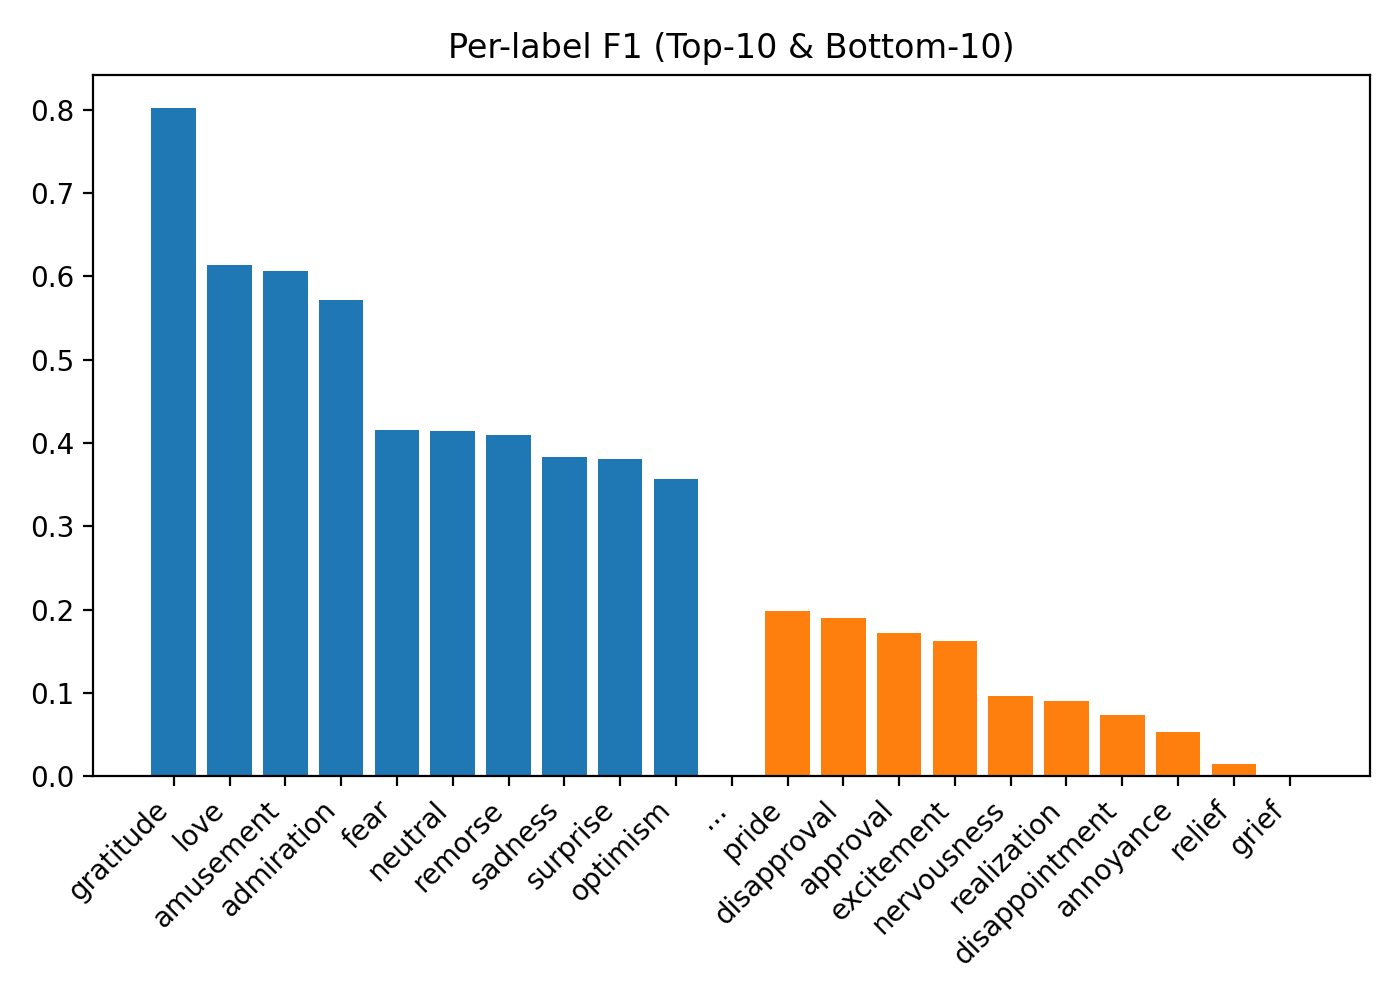 Per-label F1 (Top-10 & Bottom-10)
0.8
0.7
0.6
0.5
0.4
0.3
0.2
0.1
0.0
gratitude
love
amusement
admiration
fear
neutral
remorse
sadness
surprise
optimism
...
pride
disapproval
approval
excitement
nervousness
realization
disappointment
annoyance
relief
grief